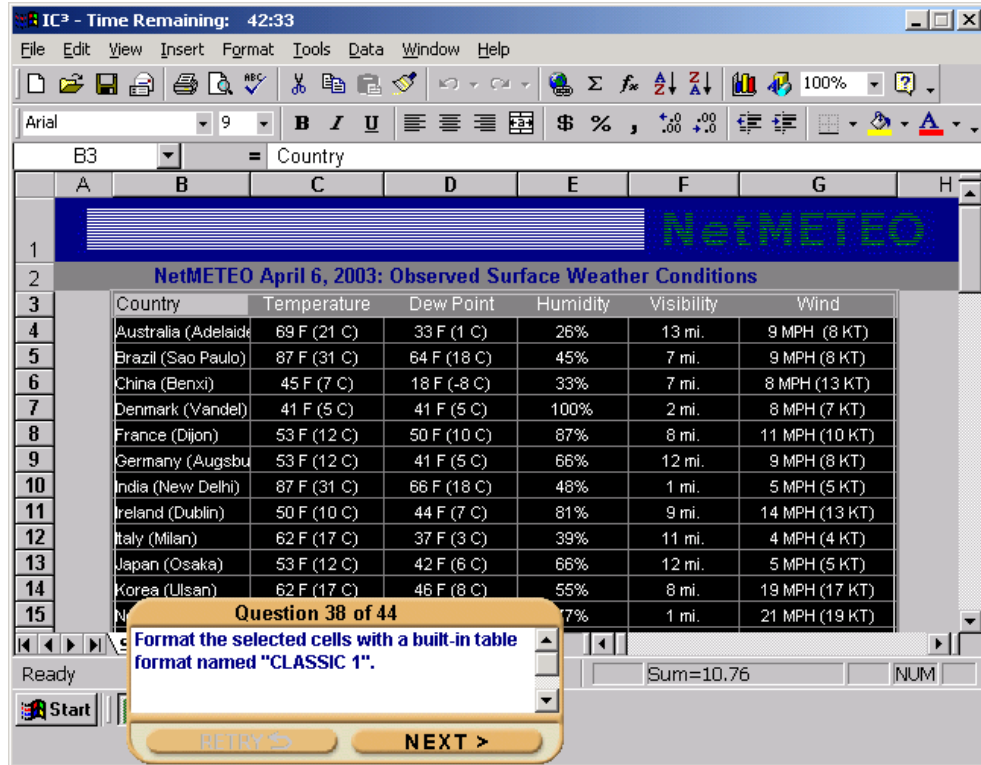 IC³ - Time Remaining: 42:33
File Edit View Insert Format Tools Data Window Help
ABC Σ fx A Z Z A 100% ?
Arial 9 B I U a $ % , .0 .00 .00 .0 A
B3 = Country
A B C D E F G H
1 NetMETEO
2 NetMETEO April 6, 2003: Observed Surface Weather Conditions
3 Country Temperature Dew Point Humidity Visibility Wind
4 Australia (Adelaide 69 F (21 C) 33 F (1 C) 26% 13 mi. 9 MPH (8 KT)
5 Brazil (Sao Paulo) 87 F (31 C) 64 F (18 C) 45% 7 mi. 9 MPH (8 KT)
6 China (Benxi) 45 F (7 C) 18 F (-8 C) 33% 7 mi. 8 MPH (13 KT)
7 Denmark (Vandel) 41 F (5 C) 41 F (5 C) 100% 2 mi. 8 MPH (7 KT)
8 France (Dijon) 53 F (12 C) 50 F (10 C) 87% 8 mi. 11 MPH (10 KT)
9 Germany (Augsbu 53 F (12 C) 41 F (5 C) 66% 12 mi. 9 MPH (8 KT)
10 India (New Delhi) 87 F (31 C) 66 F (18 C) 48% 1 mi. 5 MPH (5 KT)
11 Ireland (Dublin) 50 F (10 C) 44 F (7 C) 81% 9 mi. 14 MPH (13 KT)
12 Italy (Milan) 62 F (17 C) 37 F (3 C) 39% 11 mi. 4 MPH (4 KT)
13 Japan (Osaka) 53 F (12 C) 42 F (6 C) 66% 12 mi. 5 MPH (5 KT)
14 Korea (Ulsan) 62 F (17 C) 46 F (8 C) 55% 8 mi. 19 MPH (17 KT)
15 7% 1 mi. 21 MPH (19 KT)
Question 38 of 44
Format the selected cells with a built-in table
format named "CLASSIC 1".
Ready Sum=10.76 NUM
Start
RETRY NEXT >